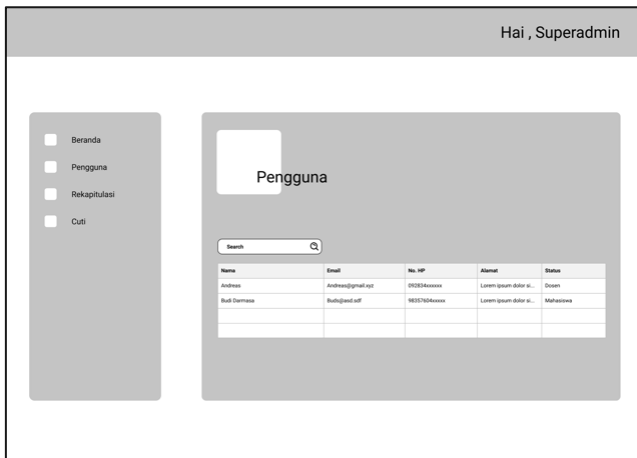 Hai , Superadmin
Beranda
Pengguna
Rekapitulasi
Cuti
Pengguna
Search
Nama Email No. HP Alamat Status
Andreas Andreas@gmail.xyz 092834xxxxxx Lorem ipsum dolor si... Dosen
Budi Darmasa Buds@asd.sdf 98357604xxxxx Lorem ipsum dolor si... Mahasiswa